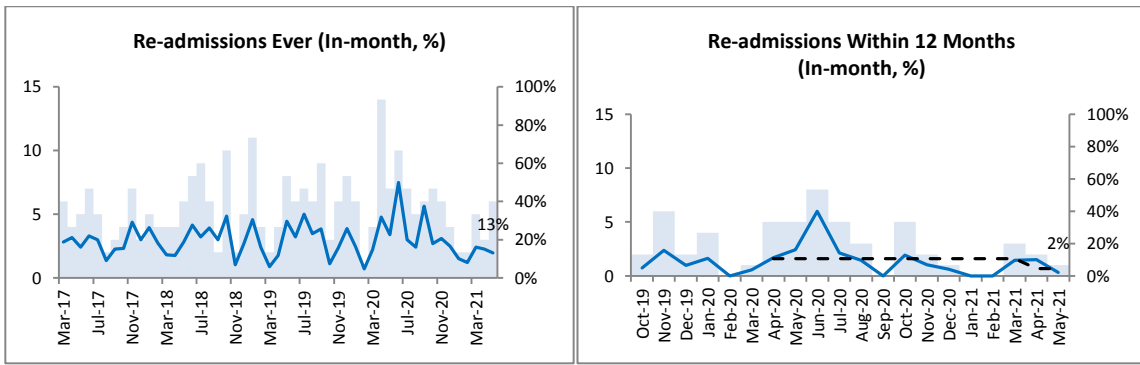 Re-admissions Ever (In-month, %)
15
10
5
0
100%
80%
60%
40%
20%
0%
13%
Mar-17
Jul-17
Nov-17
Mar-18
Jul-18
Nov-18
Mar-19
Jul-19
Nov-19
Mar-20
Jul-20
Nov-20
Mar-21
Re-admissions Within 12 Months
(In-month, %)
15
10
5
0
100%
80%
60%
40%
20%
0%
2%
Oct-19
Nov-19
Dec-19
Jan-20
Feb-20
Mar-20
Apr-20
May-20
Jun-20
Jul-20
Aug-20
Sep-20
Oct-20
Nov-20
Dec-20
Jan-21
Feb-21
Mar-21
Apr-21
May-21